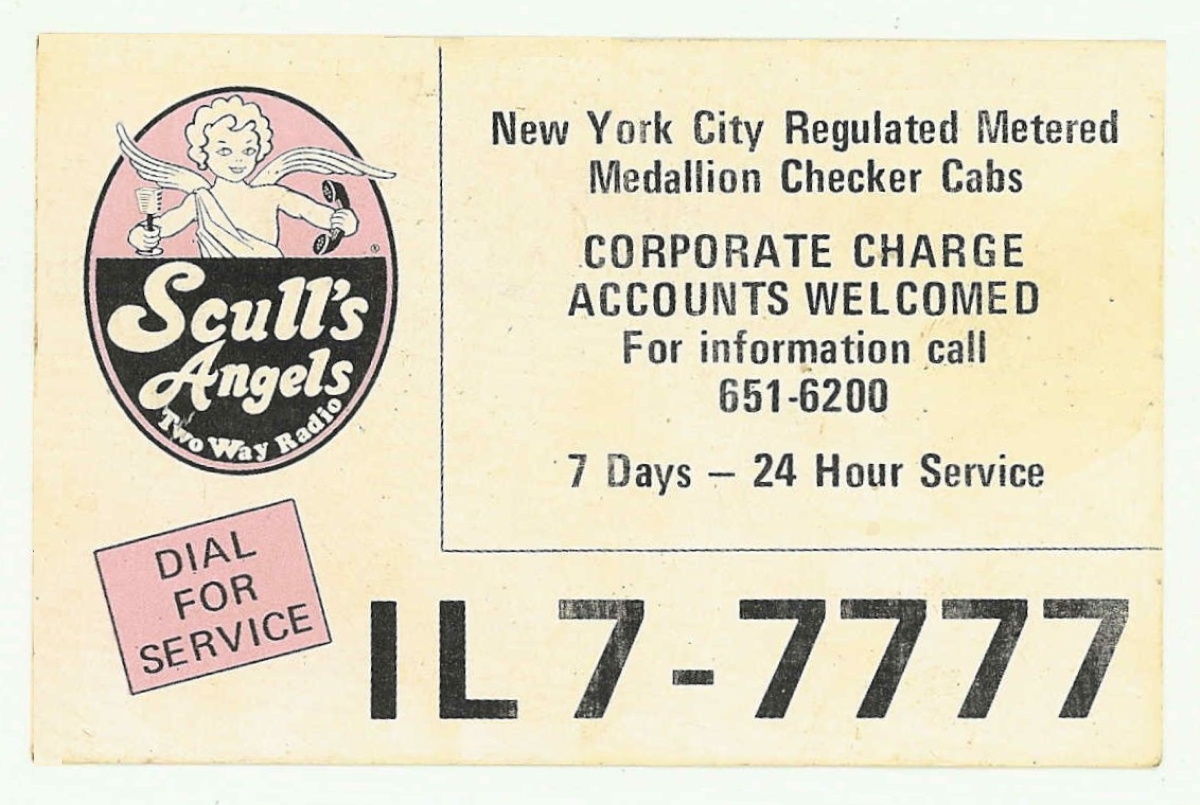 Scull's
Angels
Two Way Radio
®
New York City Regulated Metered
Medallion Checker Cabs
CORPORATE CHARGE
ACCOUNTS WELCOMED
For information call
651-6200
7 Days – 24 Hour Service
DIAL
FOR
SERVICE
IL 7-7777